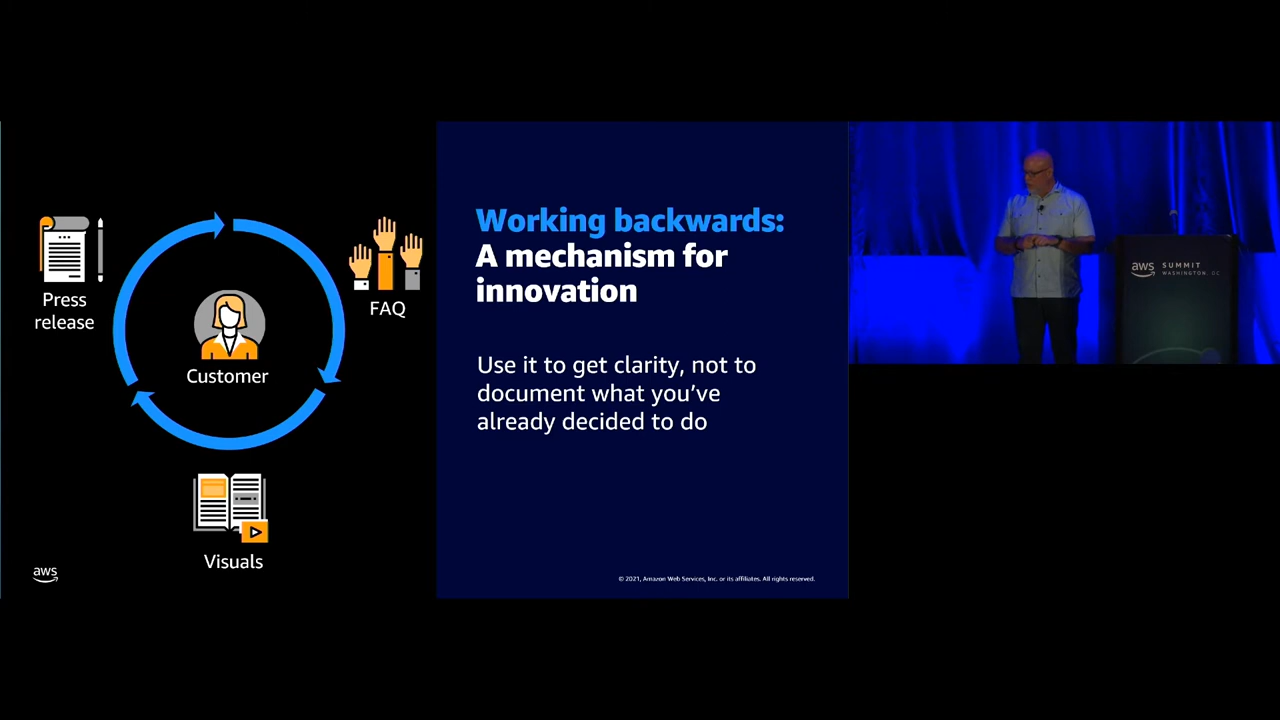 Press
release
Customer
FAQ
Visuals
aws
Working backwards:
A mechanism for
innovation
Use it to get clarity, not to
document what you’ve
already decided to do
© 2021, Amazon Web Services, Inc. or its affiliates. All rights reserved.
aws SUMMIT
WASHINGTON, DC